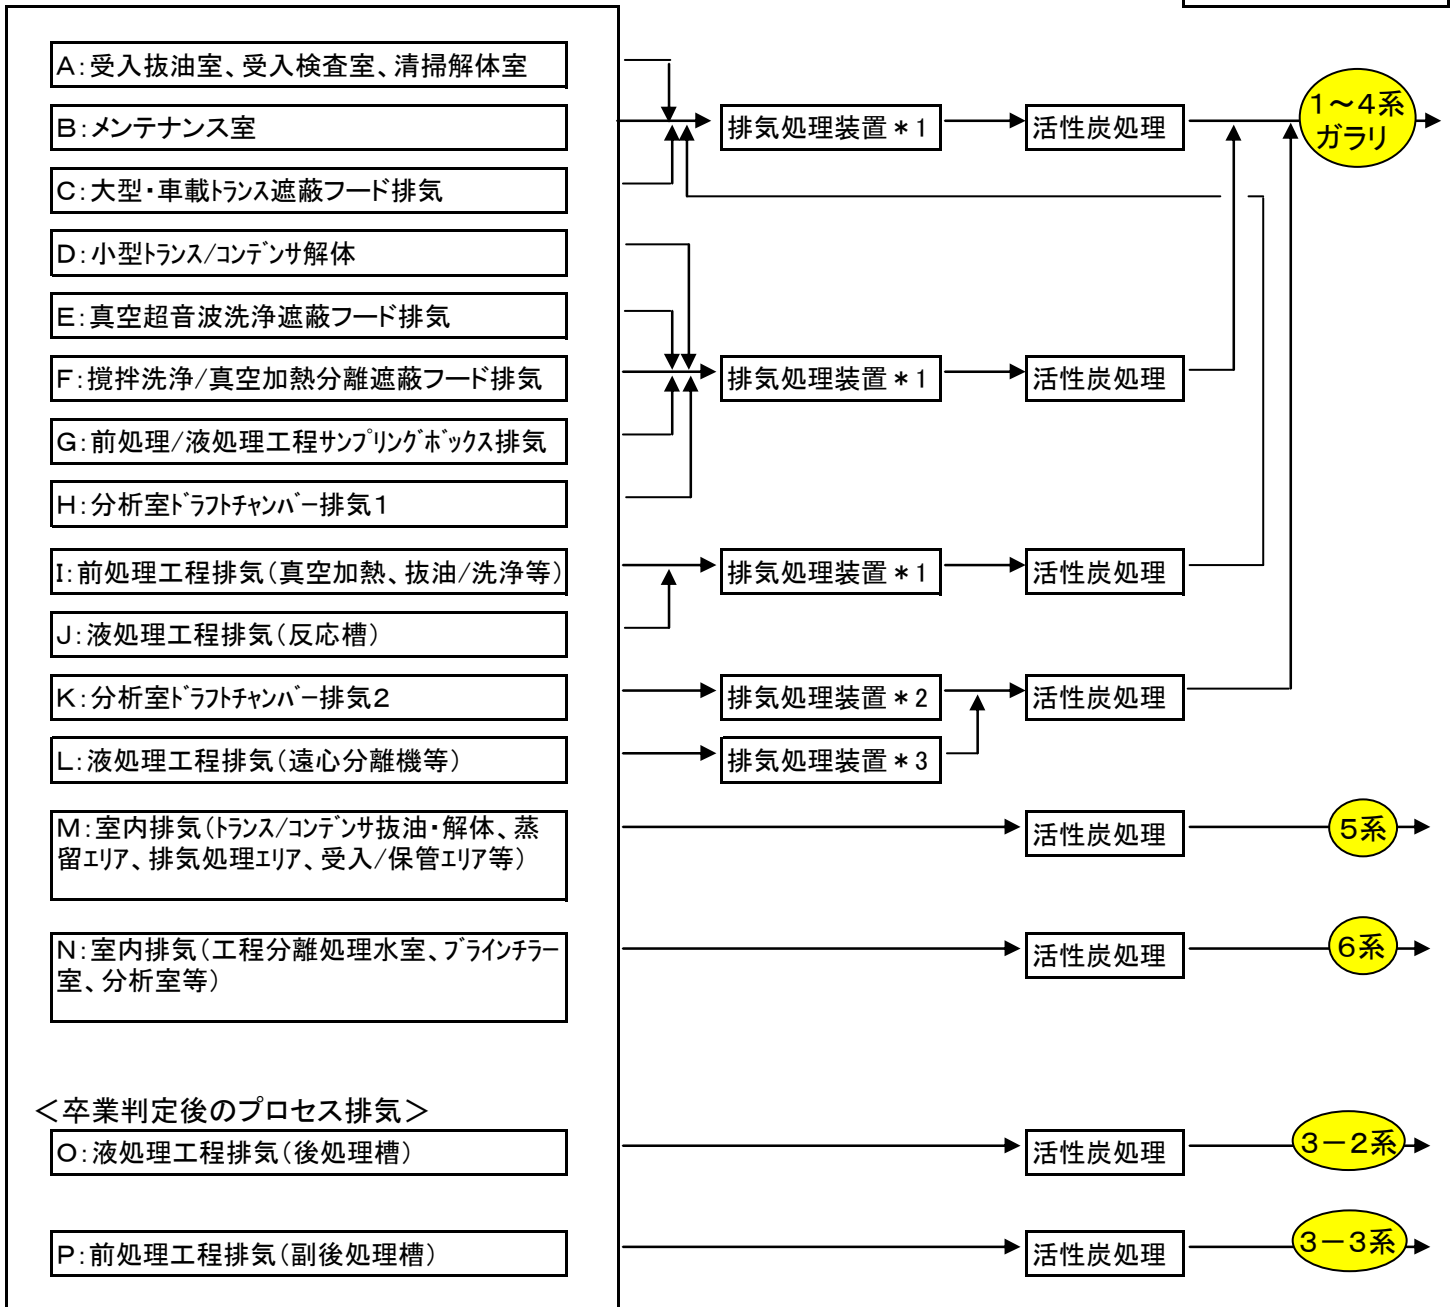 A:受入抜油室、受入検査室、清掃解体室
B:メンテナンス室
C:大型・車載トランス遮蔽フード排気
D:小型トランス/コンデンサ解体
E:真空超音波洗浄遮蔽フード排気
F:撹拌洗浄/真空加熱分離遮蔽フード排気
G:前処理/液処理工程サンプリングボックス排気
H:分析室ドラフトチャンバー排気1
I:前処理工程排気(真空加熱、抜油/洗浄等)
J:液処理工程排気(反応槽)
K:分析室ドラフトチャンバー排気2
L:液処理工程排気(遠心分離機等)
M:室内排気(トランス/コンデンサ抜油・解体、蒸
留エリア、排気処理エリア、受入/保管エリア等)
N:室内排気(工程分離処理水室、ブラインチラー
室、分析室等)
<卒業判定後のプロセス排気>
O:液処理工程排気(後処理槽)
P:前処理工程排気(副後処理槽)
排気処理装置*1
活性炭処理
1~4系
ガラリ
排気処理装置*1
活性炭処理
排気処理装置*1
活性炭処理
排気処理装置*2
活性炭処理
排気処理装置*3
活性炭処理
5系
活性炭処理
6系
活性炭処理
3-2系
活性炭処理
3-3系